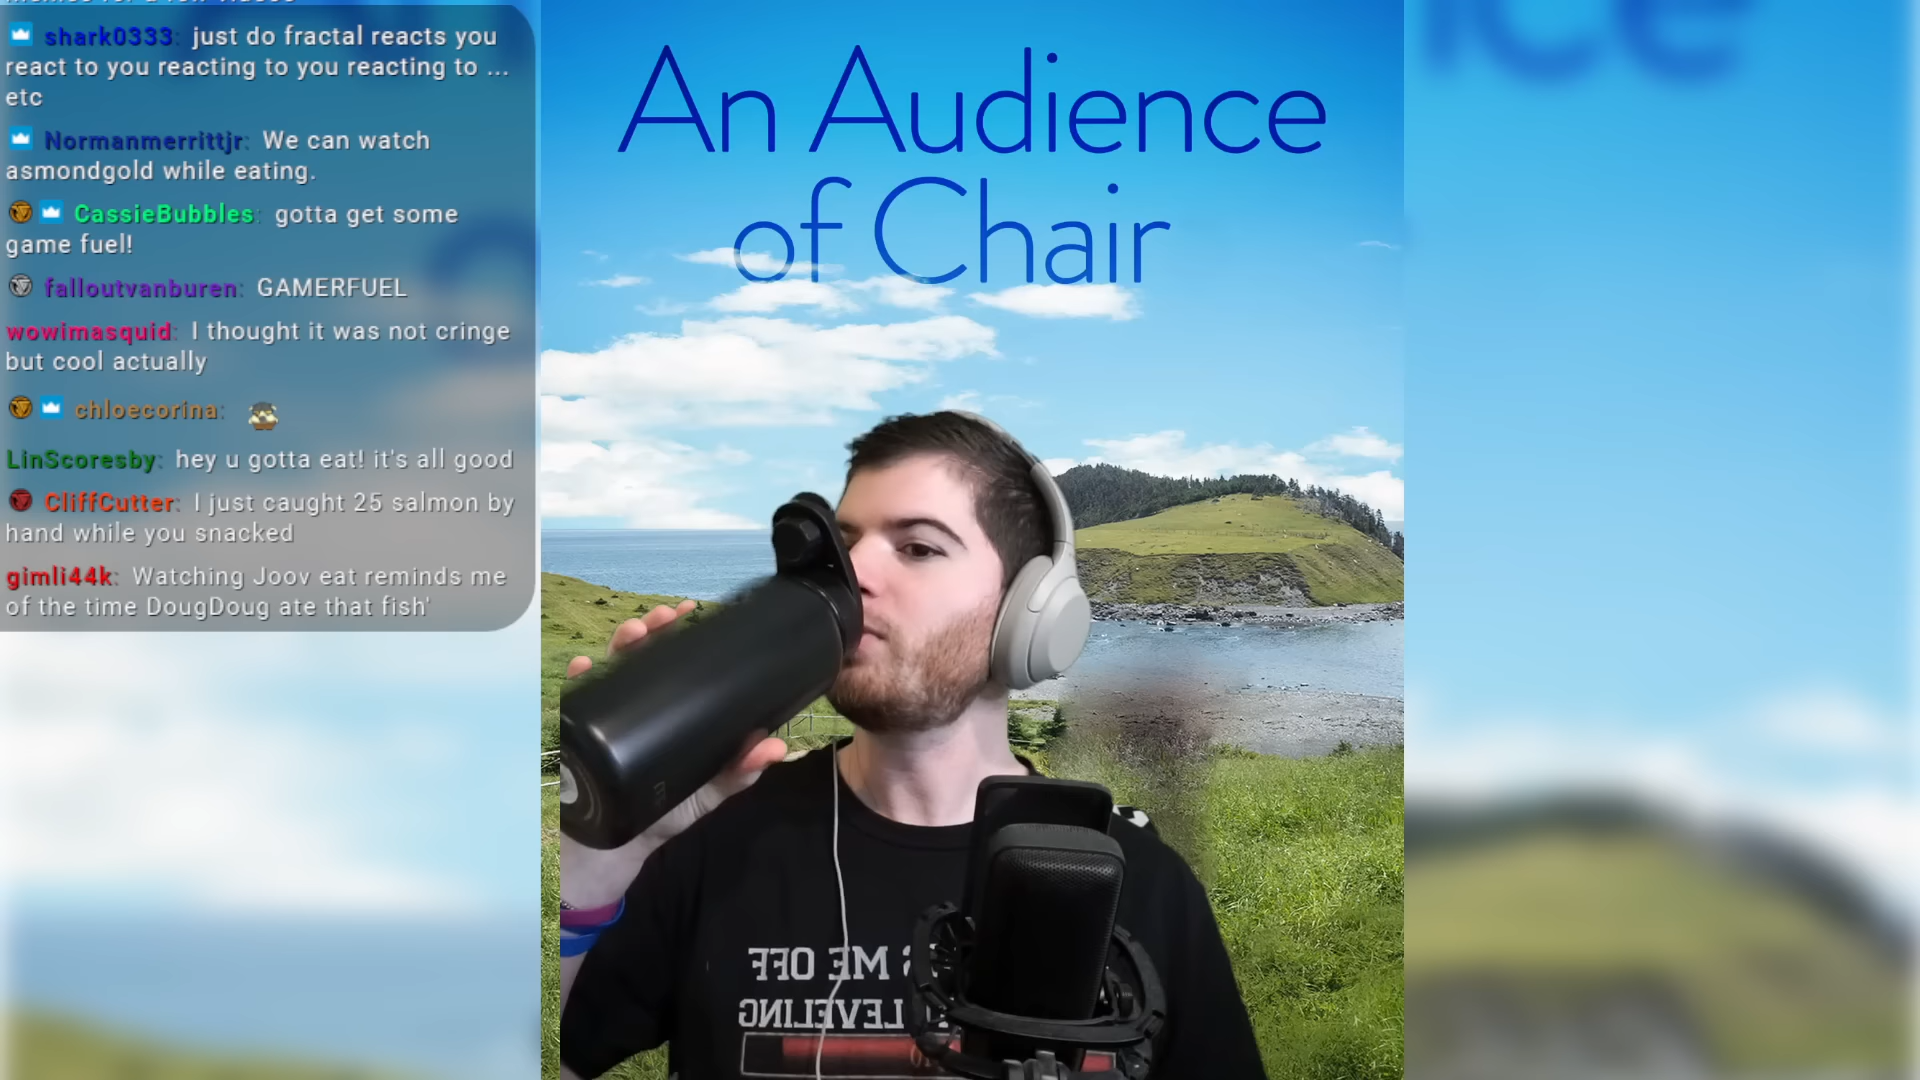 shark0333: just do fractal reacts you
react to you reacting to you reacting to ...
etc
Normanmerrittjr: We can watch
asmondgold while eating.
CassieBubbles: gotta get some
game fuel!
falloutvanburen: GAMERFUEL
wowimasquid: I thought it was not cringe
but cool actually
chloecorina:
LinScoresby: hey u gotta eat! it's all good
CliffCutter: I just caught 25 salmon by
hand while you snacked
gimli44k: Watching Joov eat reminds me
of the time DougDoug ate that fish'
An Audience
of Chair
ME OFF
LEVELING